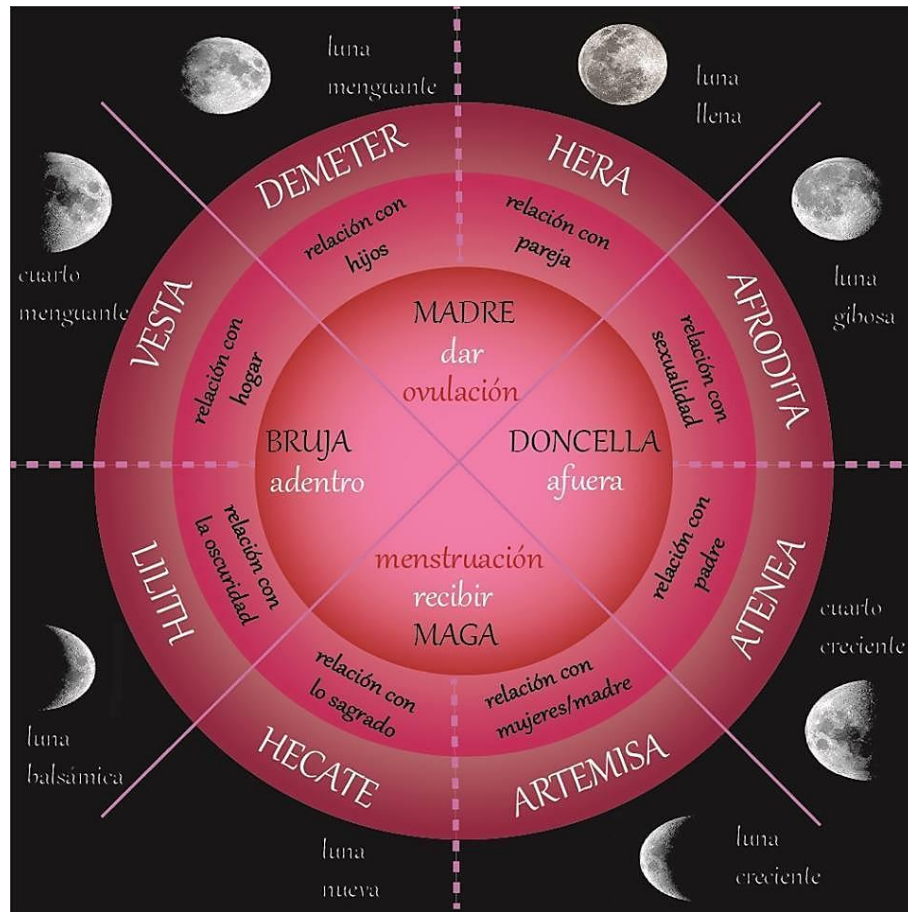 luna
menguante
luna
llena
DEMETER
HERA
relación con
hijos
relación con
pareja
cuarto
menguante
luna
gibosa
VESTA
AFRODITA
relación con
hogar
relación con
sexualidad
MADRE
dar
ovulación
BRUJA
adentro
DONCELLA
afuera
menstruación
recibir
MAGA
LILITH
relación con
la oscuridad
relación con
padre
ATENEA
cuarto
creciente
relación con
lo sagrado
relación con
mujeres/madre
luna
balsámica
HECATE
ARTEMISA
luna
nueva
luna
creciente